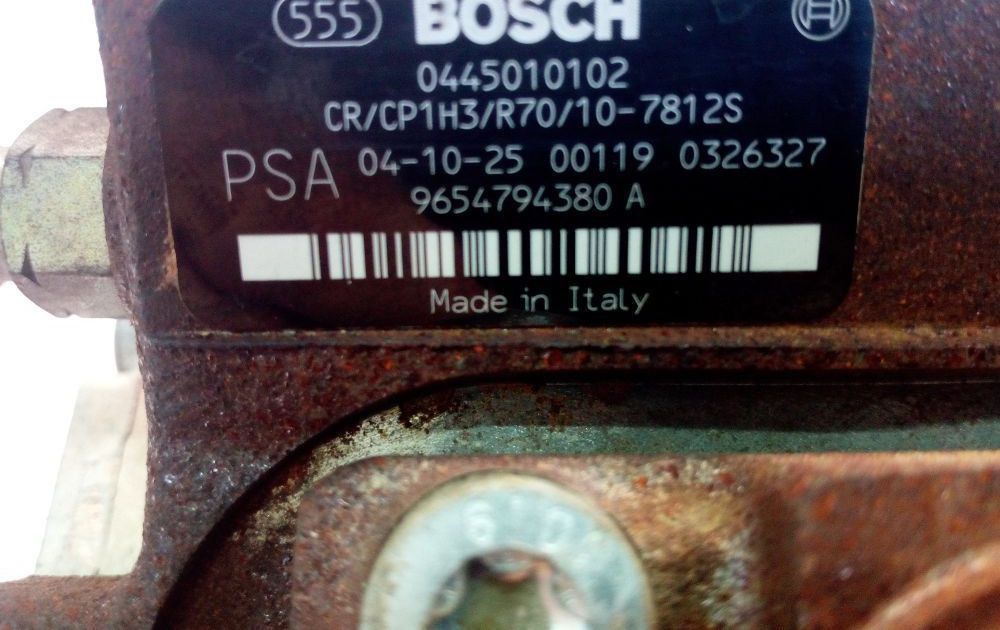 555 BOSCH
0445010102
CR/CP1H3/R70/10-7812S
PSA 04-10-25 00119 0326327
9654794380 A
Made in Italy